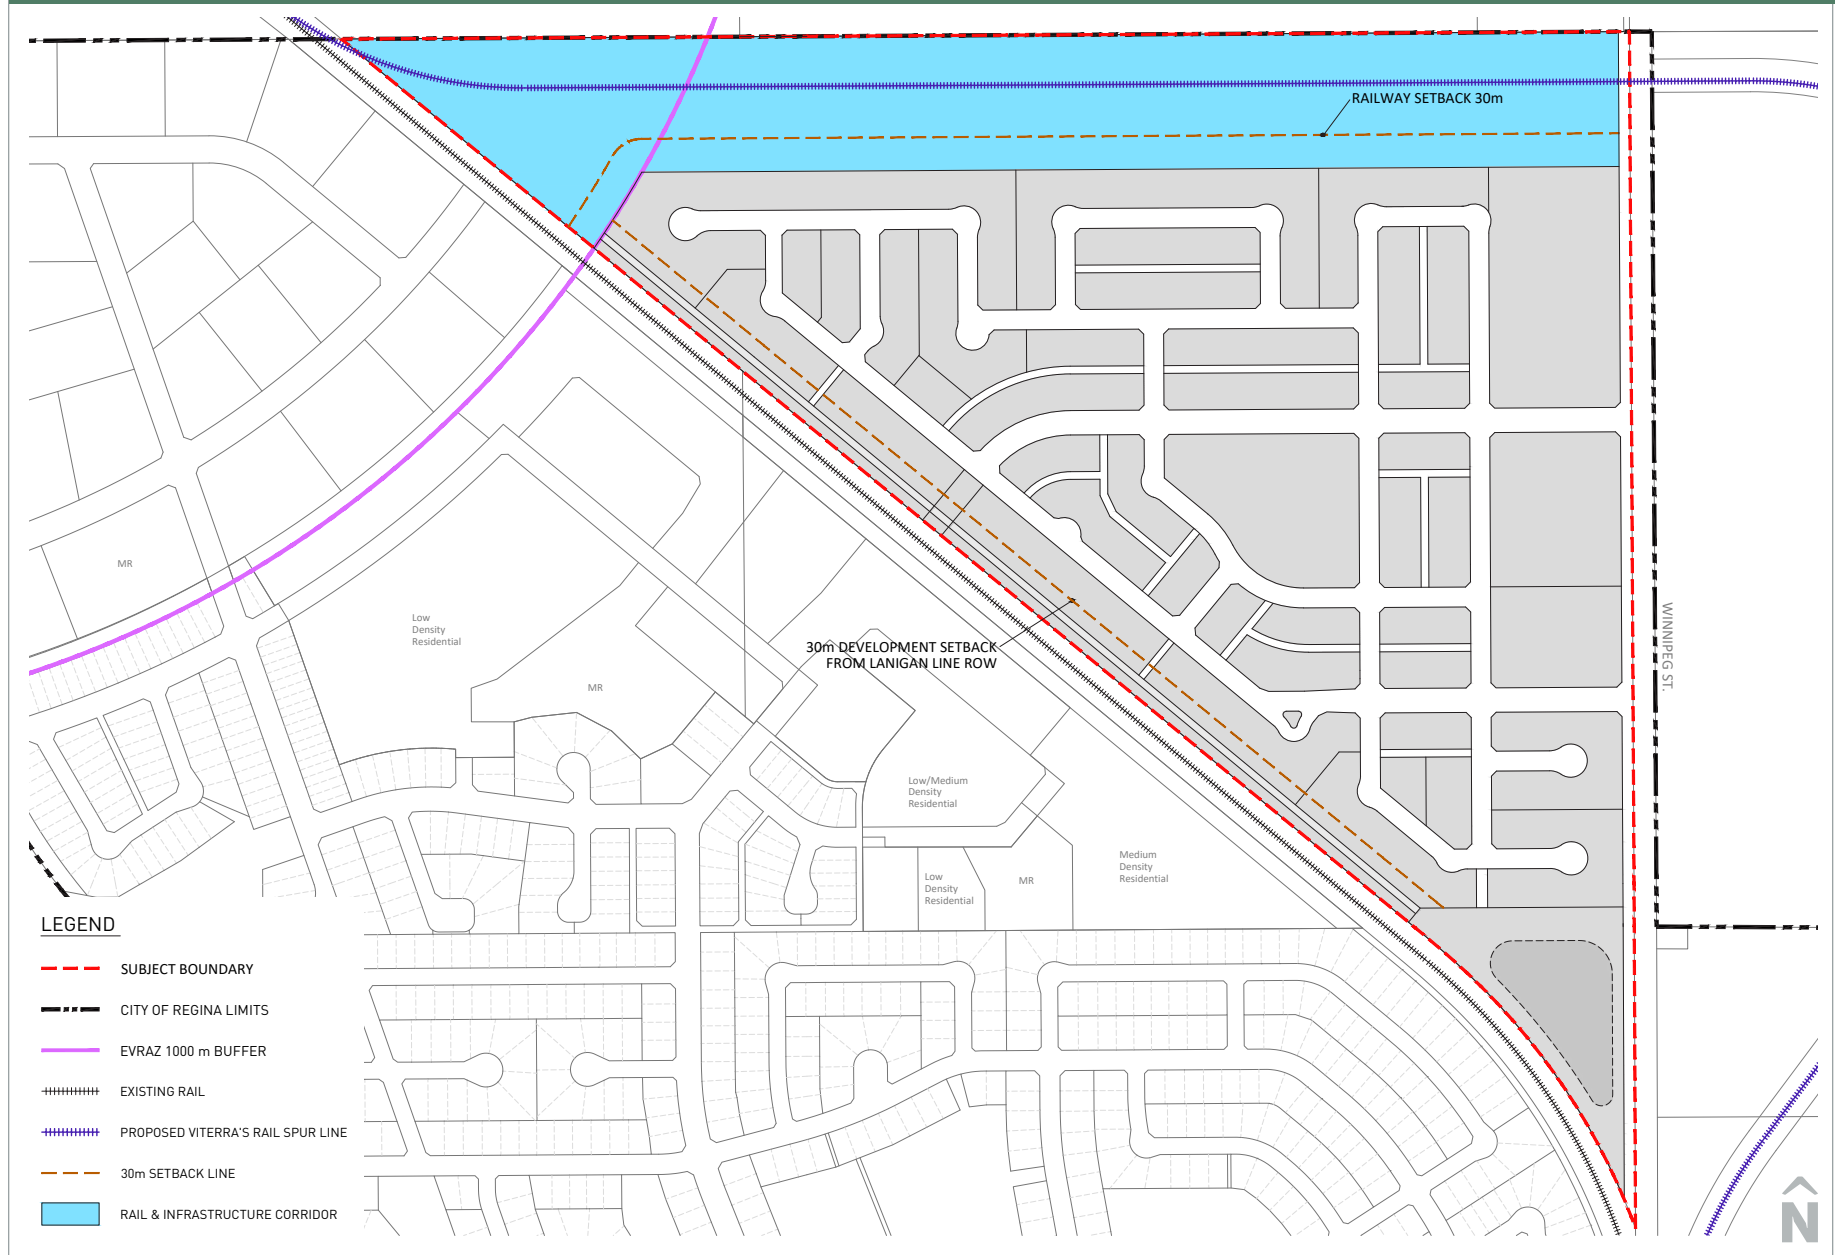 RAILWAY SETBACK 30m
WINNIPEG ST.
MR
Low
Density
Residential
30m DEVELOPMENT SETBACK
FROM LANIGAN LINE ROW
MR
Low/Medium
Density
Residential
Medium
Density
Residential
Low
Density
Residential
MR
LEGEND
SUBJECT BOUNDARY
CITY OF REGINA LIMITS
EVRAZ 1000 m BUFFER
EXISTING RAIL
PROPOSED VITERRA'S RAIL SPUR LINE
30m SETBACK LINE
RAIL & INFRASTRUCTURE CORRIDOR
N